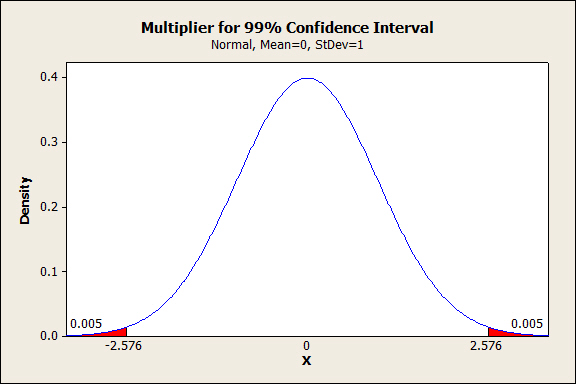 Multiplier for 99% Confidence Interval
Normal, Mean=0, StDev=1
0.4
0.3
0.2
0.1
0.0
Density
0.005
0.005
-2.576
0
2.576
X